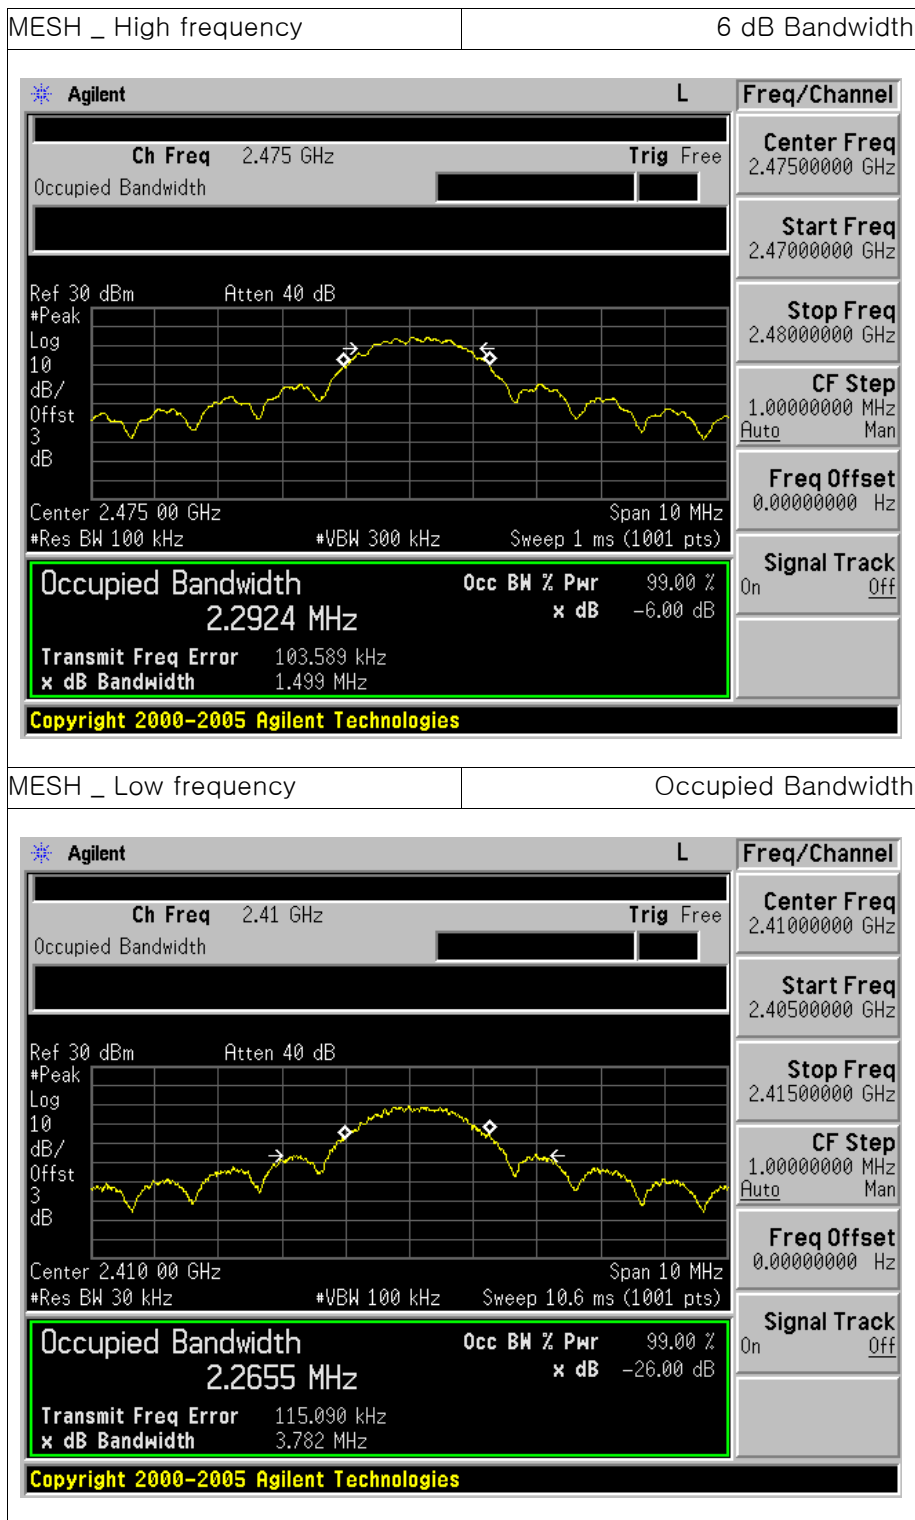 MESH _ High frequency 6 dB Bandwidth
Agilent L Freq/Channel
Ch Freq 2.475 GHz Trig Free
Occupied Bandwidth
Center Freq
2.47500000 GHz
Start Freq
2.47000000 GHz
Stop Freq
2.48000000 GHz
CF Step
1.00000000 MHz
Auto Man
Freq Offset
0.00000000 Hz
Signal Track
On Off
Ref 30 dBm Atten 40 dB
#Peak
Log
10
dB/
Offst
3
dB
Center 2.475 00 GHz Span 10 MHz
#Res BW 100 kHz #VBW 300 kHz Sweep 1 ms (1001 pts)
Occupied Bandwidth Occ BW % Pwr 99.00 %
2.2924 MHz x dB -6.00 dB
Transmit Freq Error 103.589 kHz
x dB Bandwidth 1.499 MHz
Copyright 2000-2005 Agilent Technologies
MESH _ Low frequency Occupied Bandwidth
Agilent L Freq/Channel
Ch Freq 2.41 GHz Trig Free
Occupied Bandwidth
Center Freq
2.41000000 GHz
Start Freq
2.40500000 GHz
Stop Freq
2.41500000 GHz
CF Step
1.00000000 MHz
Auto Man
Freq Offset
0.00000000 Hz
Signal Track
On Off
Ref 30 dBm Atten 40 dB
#Peak
Log
10
dB/
Offst
3
dB
Center 2.410 00 GHz Span 10 MHz
#Res BW 30 kHz #VBW 100 kHz Sweep 10.6 ms (1001 pts)
Occupied Bandwidth Occ BW % Pwr 99.00 %
2.2655 MHz x dB -26.00 dB
Transmit Freq Error 115.090 kHz
x dB Bandwidth 3.782 MHz
Copyright 2000-2005 Agilent Technologies